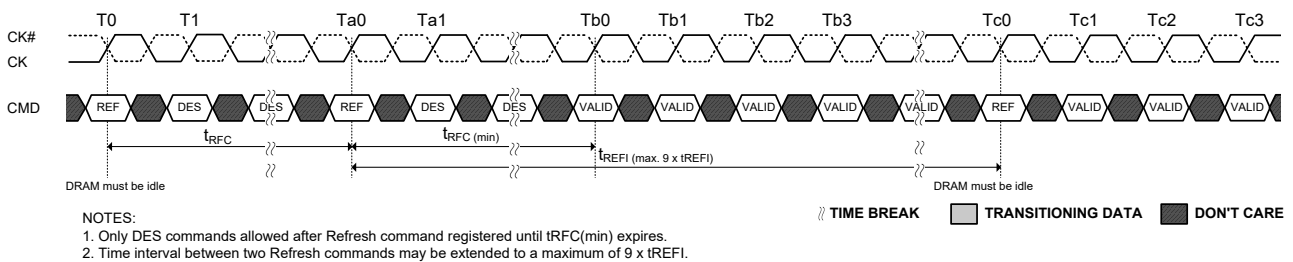 T0 T1 Ta0 Ta1 Tb0 Tb1 Tb2 Tb3 Tc0 Tc1 Tc2 Tc3
CK#
CK
CMD REF DES DES REF DES DES VALID VALID VALID VALID VALID REF VALID VALID VALID
tRFC tRFC (min)
tREFI (max. 9 x tREFI)
DRAM must be idle DRAM must be idle
TIME BREAK TRANSITIONING DATA DON'T CARE
NOTES:
1. Only DES commands allowed after Refresh command registered until tRFC(min) expires.
2. Time interval between two Refresh commands may be extended to a maximum of 9 x tREFI.